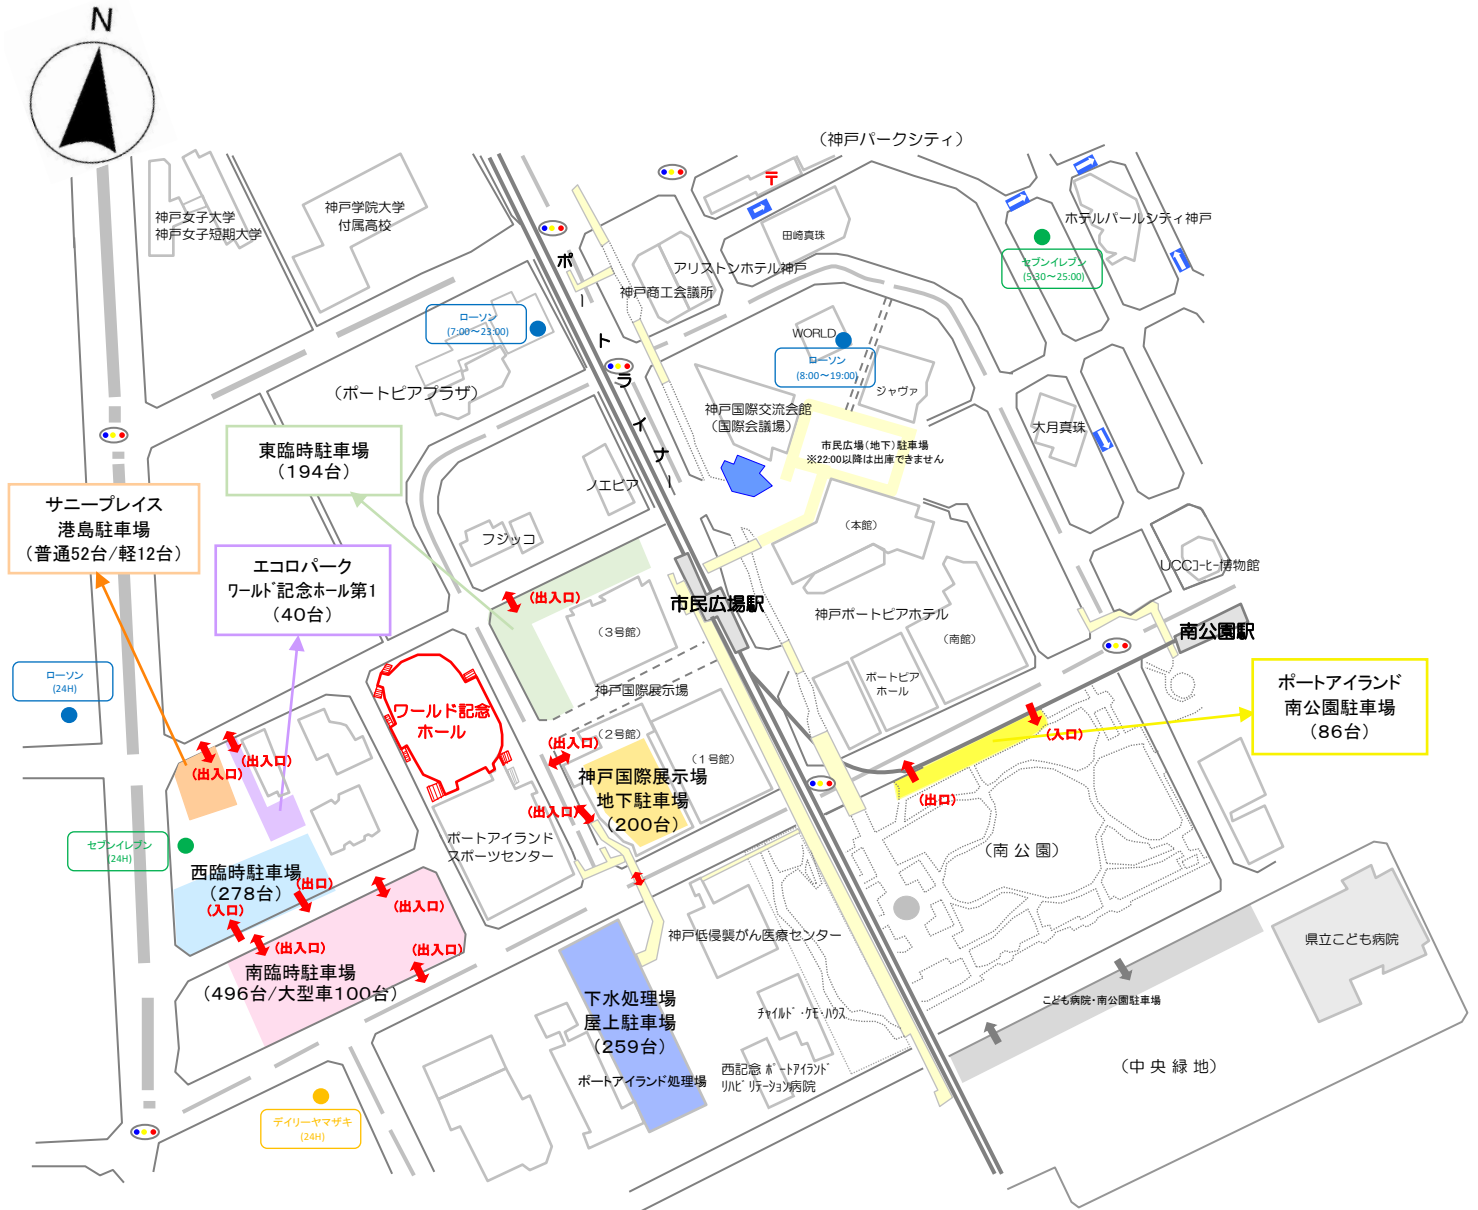 N
(神戸パークシティ)
〒
神戸女子大学
神戸女子短期大学
神戸学院大学
付属高校
田崎真珠
ホテルパールシティ神戸
セブンイレブン
(5:30～25:00)
アリストンホテル神戸
神戸商工会議所
ポートライナー
ローソン
(7:00～23:00)
WORLD
ローソン
(8:00～19:00)
ジャヴァ
(ポートピアプラザ)
神戸国際交流会館
(国際会議場)
大月真珠
市民広場(地下)駐車場
※22:00以降は出庫できません
東臨時駐車場
(194台)
ノエビア
サニープレイス
港島駐車場
(普通52台/軽12台)
フジッコ
(本館)
エコロパーク
ワールド記念ホール第1
(40台)
UCCコーヒー博物館
(出入口)
市民広場駅
神戸ポートピアホテル
(3号館)
(南館)
南公園駅
ローソン
(24H)
ポートピア
ホール
神戸国際展示場
ポートアイランド
南公園駐車場
(86台)
ワールド記念
ホール
(2号館)
(出入口)
(1号館)
(入口)
(出入口)
(出入口)
神戸国際展示場
地下駐車場
(200台)
(出口)
(出入口)
セブンイレブン
(24H)
ポートアイランド
スポーツセンター
(南公園)
西臨時駐車場
(278台)
(出口)
(入口)
(出入口)
(出入口)
(出入口)
神戸低侵襲がん医療センター
県立こども病院
南臨時駐車場
(496台/大型車100台)
下水処理場
屋上駐車場
(259台)
チャイルド・ケモ・ハウス
こども病院・南公園駐車場
ポートアイランド処理場
西記念ポートアイランド
リハビリテーション病院
(中央緑地)
デイリーヤマザキ
(24H)